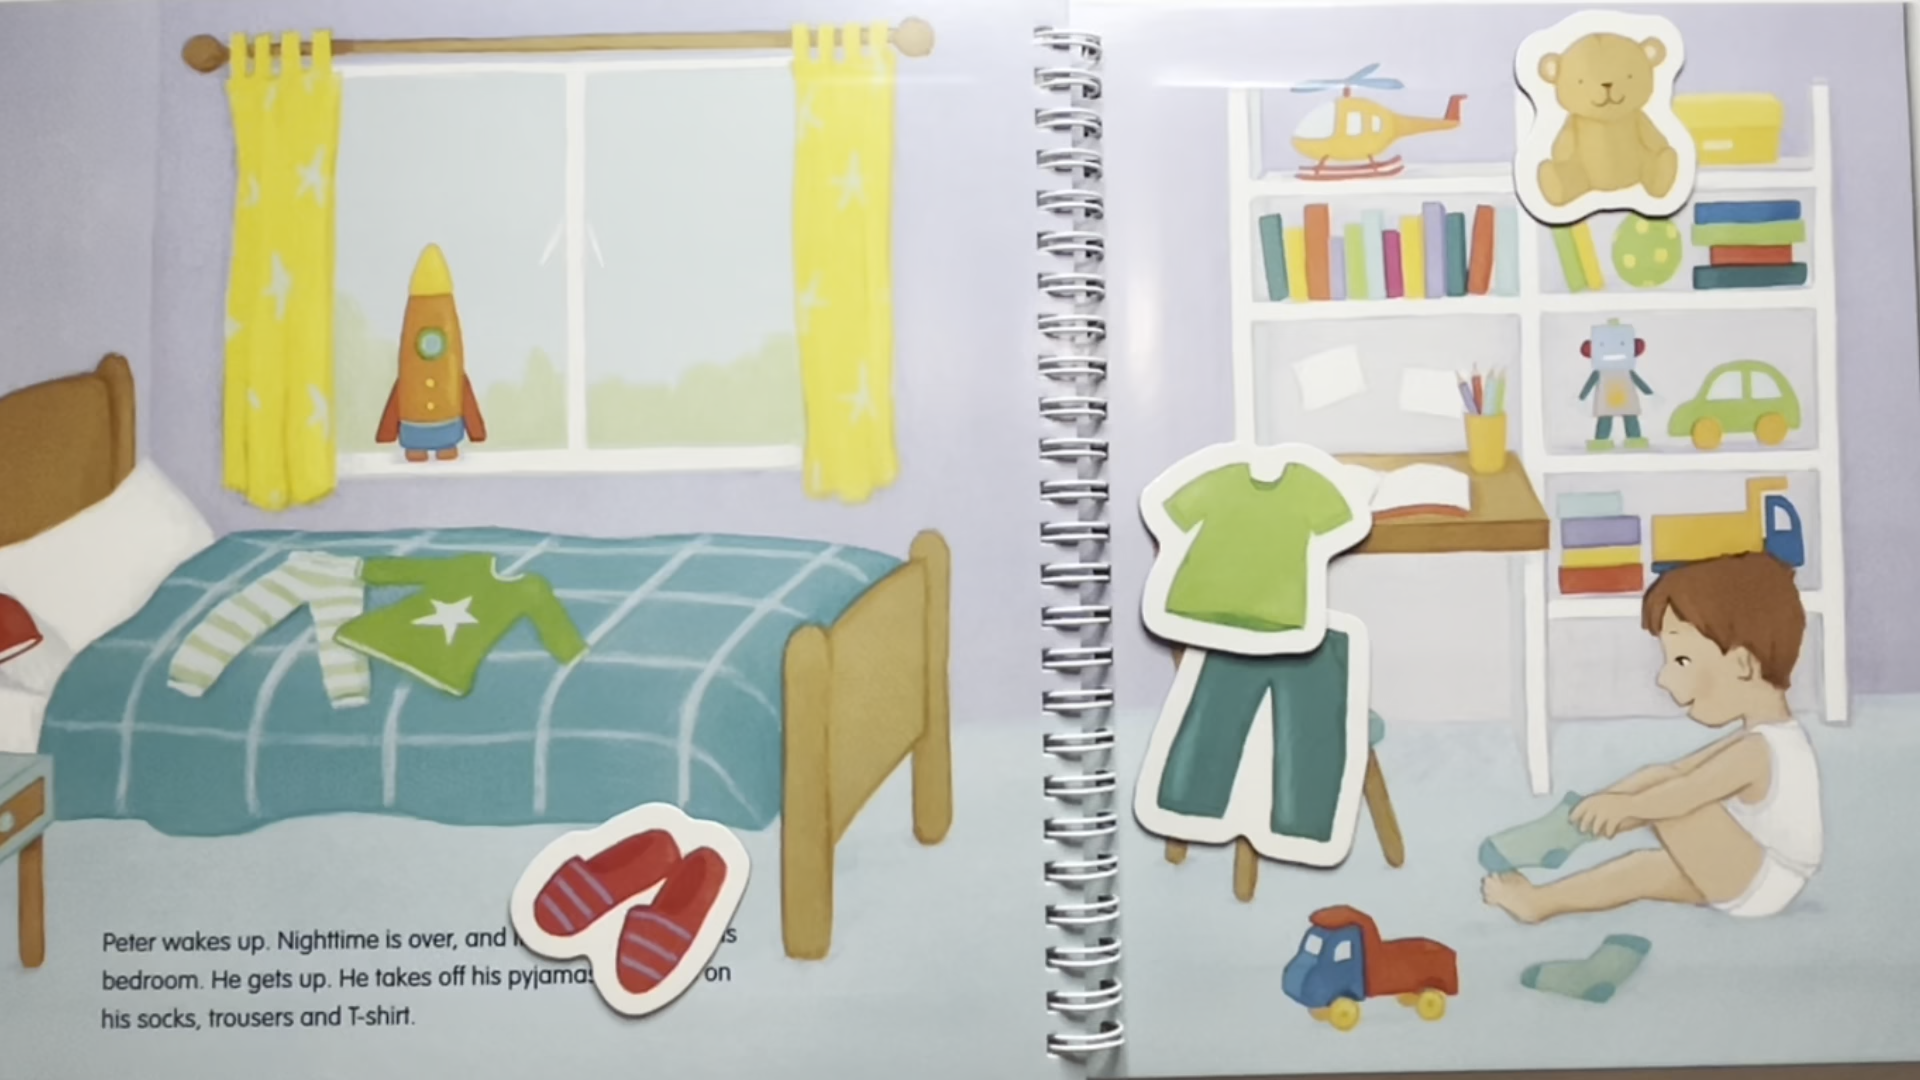 Peter wakes up. Nighttime is over, and
bedroom. He gets up. He takes off his pyjamas on
his socks, trousers and T-shirt.